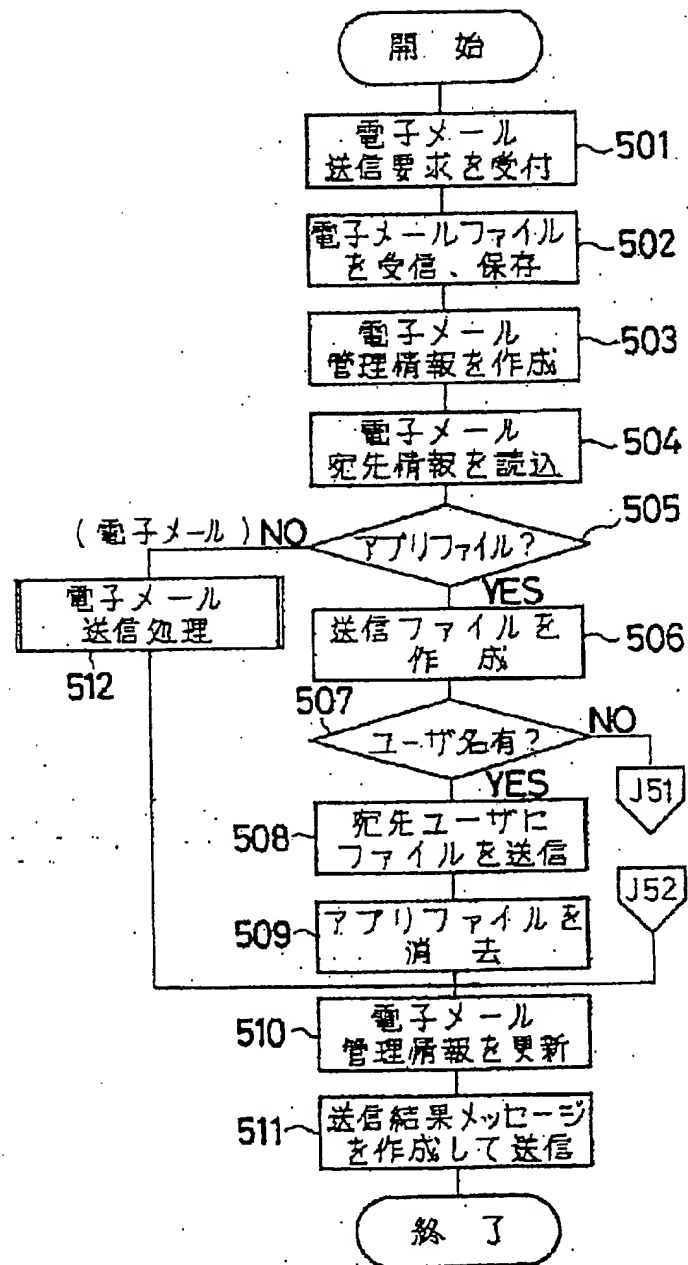 開始
電子メール
送信要求を受付
501
電子メールファイル
を受信、保存
502
電子メール
管理情報を作成
503
電子メール
宛先情報を読込
504
505
(電子メール) NO
アプリファイル?
YES
電子メール
送信処理
512
送信ファイルを
作成
506
507
ユーザ名有?
NO
J51
YES
508
宛先ユーザに
ファイルを送信
J52
509
アプリファイルを
消去
510
電子メール
管理情報を更新
511
送信結果メッセージ
を作成して送信
終了